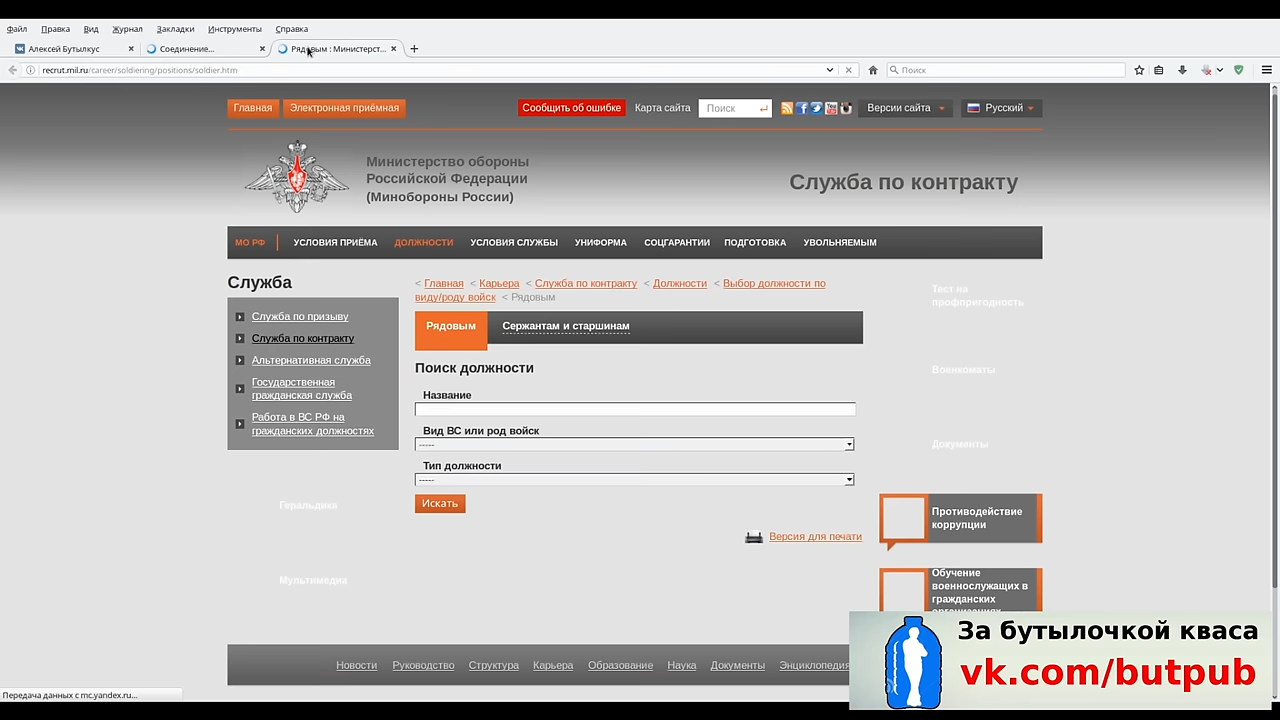 Файл Правка Вид Журнал Закладки Инструменты Справка
Алексей Бутылкус Соединение... Рядовым : Министерст...
recrut.mil.ru/career/soldiering/positions/soldier.htm Поиск
Главная Электронная приёмная Сообщить об ошибке Карта сайта Поиск Версии сайта Русский
Министерство обороны
Российской Федерации
(Минобороны России)
Служба по контракту
МО РФ УСЛОВИЯ ПРИЁМА ДОЛЖНОСТИ УСЛОВИЯ СЛУЖБЫ УНИФОРМА СОЦГАРАНТИИ ПОДГОТОВКА УВОЛЬНЯЕМЫМ
Служба
Служба по призыву
Служба по контракту
Альтернативная служба
Государственная
гражданская служба
Работа в ВС РФ на
гражданских должностях
Геральдика
Мультимедиа
< Главная < Карьера < Служба по контракту < Должности < Выбор должности по
виду/роду войск < Рядовым
Рядовым Сержантам и старшинам
Поиск должности
Название
Вид ВС или род войск
-----
Тип должности
-----
Искать
Версия для печати
Тест на
профпригодность
Военкоматы
Документы
Противодействие
коррупции
Обучение
военнослужащих в
гражданских
организациях
Новости Руководство Структура Карьера Образование Наука Документы Энциклопедия
Передача данных с mc.yandex.ru...
За бутылочкой кваса
vk.com/butpub